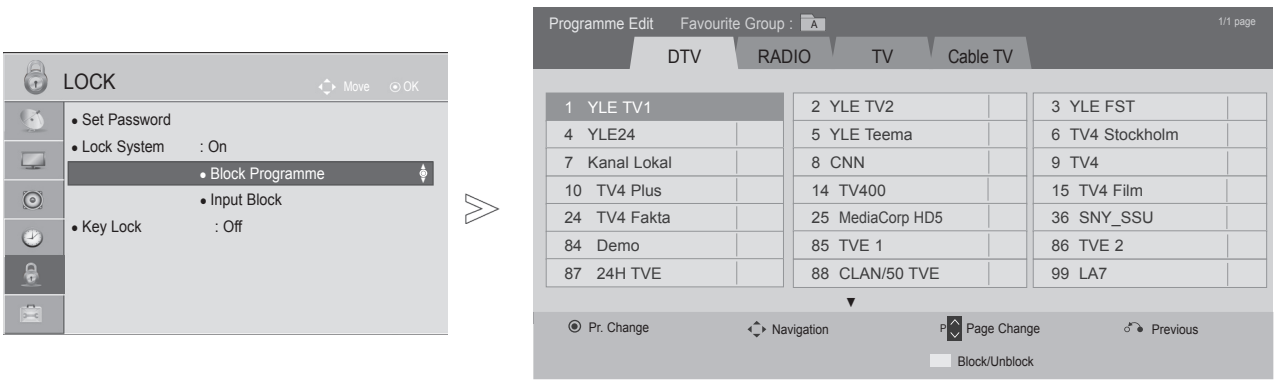 LOCK
Move ⊙ OK
• Set Password
• Lock System : On
• Block Programme
• Input Block
• Key Lock : Off
Programme Edit Favourite Group : A
1/1 page
DTV RADIO TV Cable TV
1 YLE TV1 2 YLE TV2 3 YLE FST
4 YLE24 5 YLE Teema 6 TV4 Stockholm
7 Kanal Lokal 8 CNN 9 TV4
10 TV4 Plus 14 TV400 15 TV4 Film
24 TV4 Fakta 25 MediaCorp HD5 36 SNY_SSU
84 Demo 85 TVE 1 86 TVE 2
87 24H TVE 88 CLAN/50 TVE 99 LA7
Pr. Change Navigation P Page Change Previous
Block/Unblock